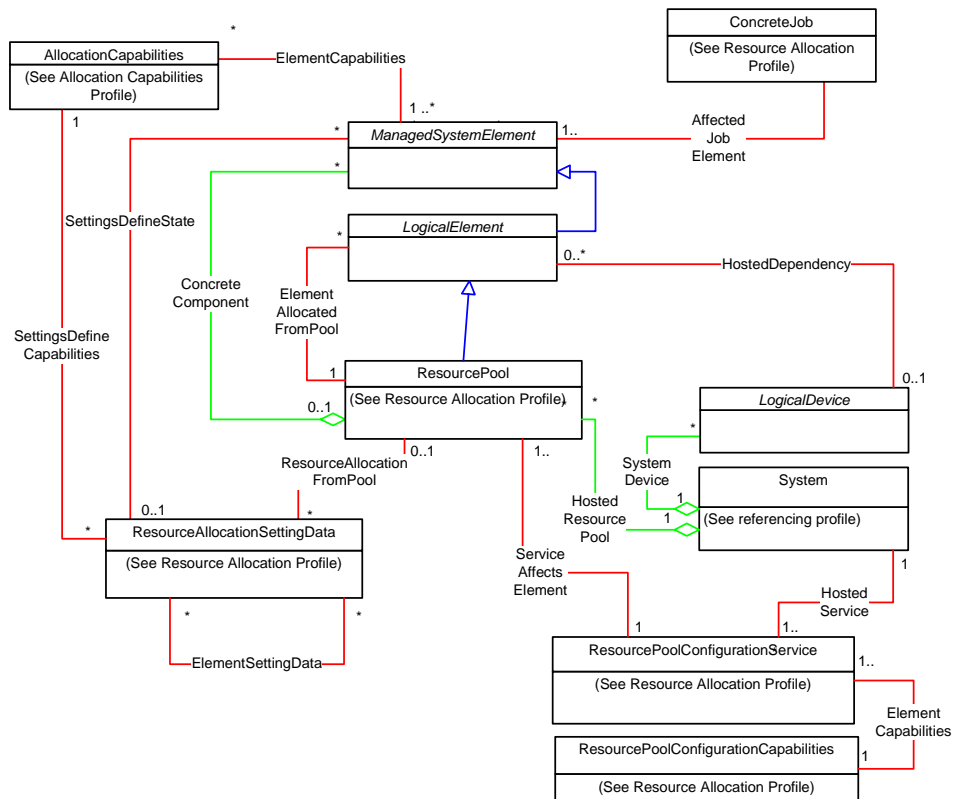 ConcreteJob
(See Resource Allocation
Profile)
*
AllocationCapabilities
(See Allocation Capabilities
Profile)
ElementCapabilities
1
1 ..*
Affected
Job
Element
*
ManagedSystemElement
1..
*
SettingsDefineState
LogicalElement
*
0..*
HostedDependency
Concrete
Component
Element
Allocated
FromPool
SettingsDefine
Capabilities
1
ResourcePool
0..1
(See Resource Allocation Profile)
*
*
0..1
LogicalDevice
*
0..1
1..
ResourceAllocation
FromPool
System
Device
System
1
(See referencing profile)
Hosted
Resource
Pool
1
0..1
*
*
ResourceAllocationSettingData
(See Resource Allocation Profile)
Service
Affects
Element
1
Hosted
Service
*
*
1
1..
ElementSettingData
ResourcePoolConfigurationService
(See Resource Allocation Profile)
1..
Element
Capabilities
ResourcePoolConfigurationCapabilities
1
(See Resource Allocation Profile)